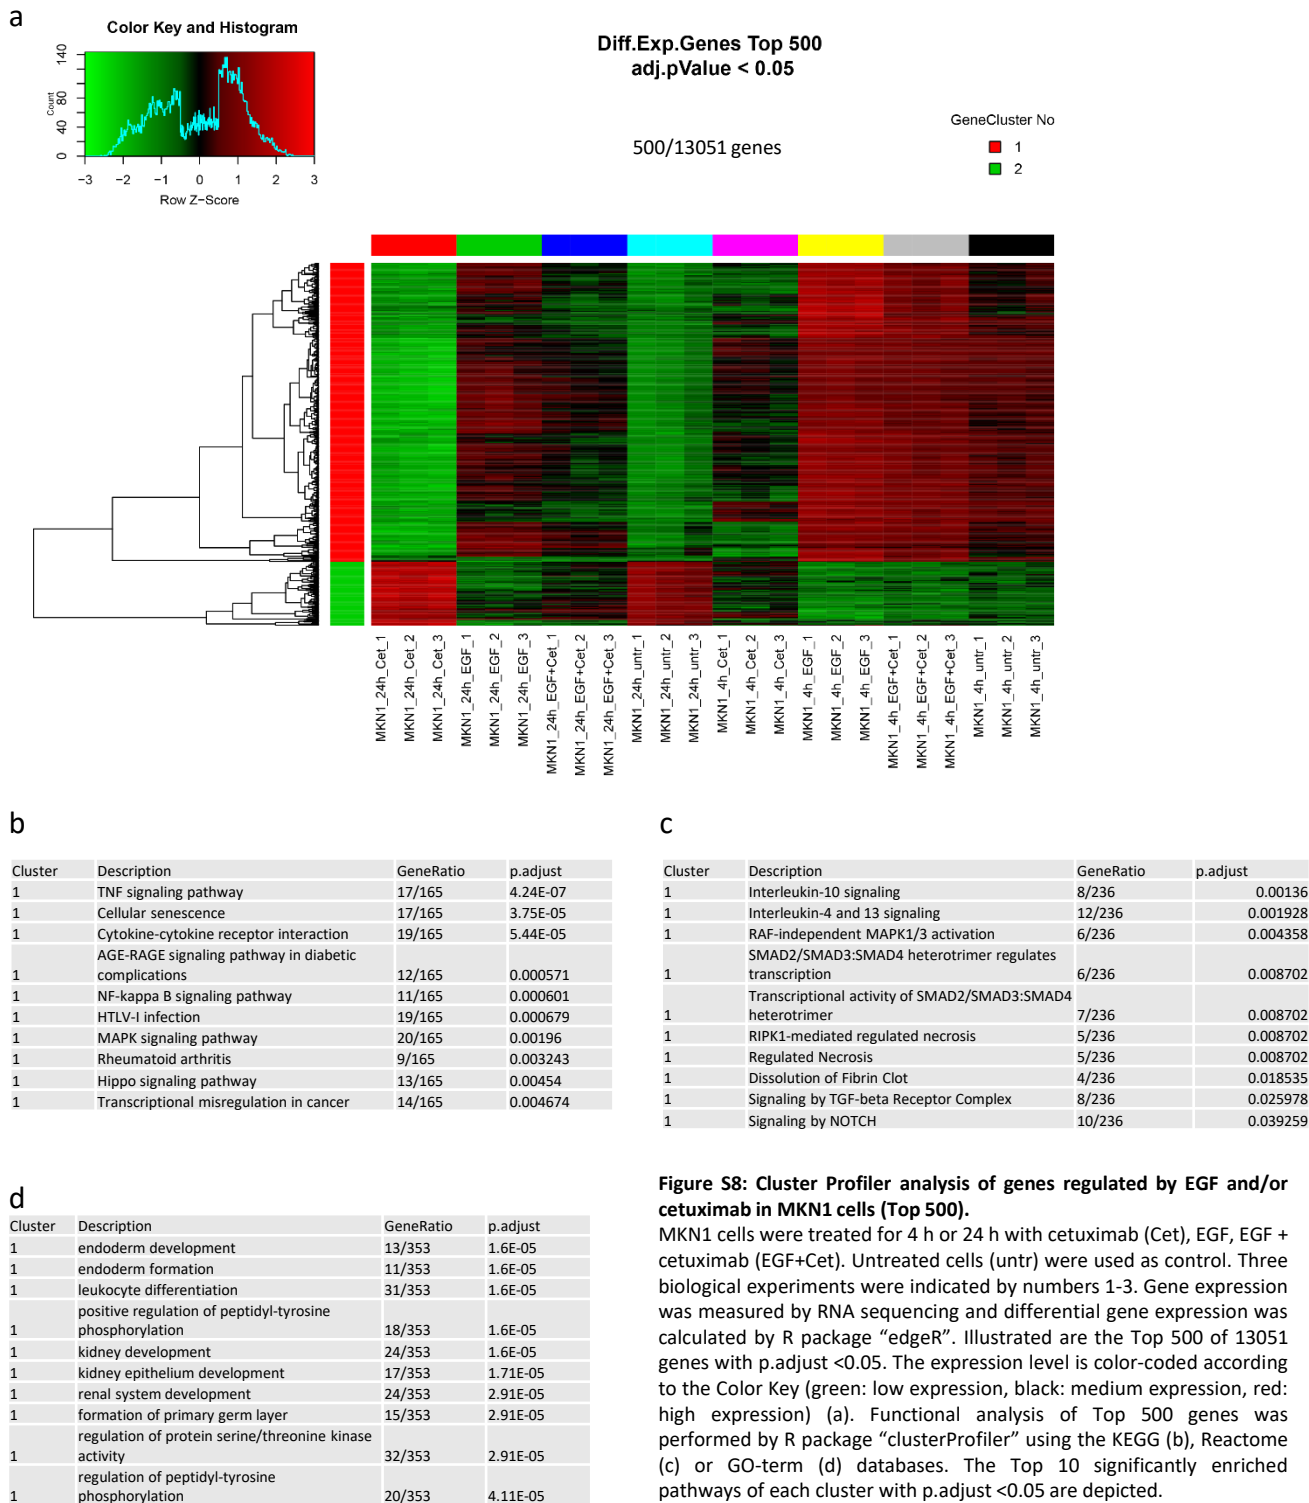 a
Color Key and Histogram
Diff.Exp.Genes Top 500
adj.pValue < 0.05
500/13051 genes
GeneCluster No
1
2
Count
0 40 80 140
−3 −2 −1 0 1 2 3
Row Z−Score
MKN1_24h_Cet_1
MKN1_24h_Cet_2
MKN1_24h_Cet_3
MKN1_24h_EGF_1
MKN1_24h_EGF_2
MKN1_24h_EGF_3
MKN1_24h_EGF+Cet_1
MKN1_24h_EGF+Cet_2
MKN1_24h_EGF+Cet_3
MKN1_24h_untr_1
MKN1_24h_untr_2
MKN1_24h_untr_3
MKN1_4h_Cet_1
MKN1_4h_Cet_2
MKN1_4h_Cet_3
MKN1_4h_EGF_1
MKN1_4h_EGF_2
MKN1_4h_EGF_3
MKN1_4h_EGF+Cet_1
MKN1_4h_EGF+Cet_2
MKN1_4h_EGF+Cet_3
MKN1_4h_untr_1
MKN1_4h_untr_2
MKN1_4h_untr_3
b
Cluster Description GeneRatio p.adjust
1 TNF signaling pathway 17/165 4.24E-07
1 Cellular senescence 17/165 3.75E-05
1 Cytokine-cytokine receptor interaction 19/165 5.44E-05
AGE-RAGE signaling pathway in diabetic
1 complications 12/165 0.000571
1 NF-kappa B signaling pathway 11/165 0.000601
1 HTLV-I infection 19/165 0.000679
1 MAPK signaling pathway 20/165 0.00196
1 Rheumatoid arthritis 9/165 0.003243
1 Hippo signaling pathway 13/165 0.00454
1 Transcriptional misregulation in cancer 14/165 0.004674
c
Cluster Description GeneRatio p.adjust
1 Interleukin-10 signaling 8/236 0.00136
1 Interleukin-4 and 13 signaling 12/236 0.001928
1 RAF-independent MAPK1/3 activation 6/236 0.004358
SMAD2/SMAD3:SMAD4 heterotrimer regulates
1 transcription 6/236 0.008702
Transcriptional activity of SMAD2/SMAD3:SMAD4
1 heterotrimer 7/236 0.008702
1 RIPK1-mediated regulated necrosis 5/236 0.008702
1 Regulated Necrosis 5/236 0.008702
1 Dissolution of Fibrin Clot 4/236 0.018535
1 Signaling by TGF-beta Receptor Complex 8/236 0.025978
1 Signaling by NOTCH 10/236 0.039259
d
Cluster Description GeneRatio p.adjust
1 endoderm development 13/353 1.6E-05
1 endoderm formation 11/353 1.6E-05
1 leukocyte differentiation 31/353 1.6E-05
positive regulation of peptidyl-tyrosine
1 phosphorylation 18/353 1.6E-05
1 kidney development 24/353 1.6E-05
1 kidney epithelium development 17/353 1.71E-05
1 renal system development 24/353 2.91E-05
1 formation of primary germ layer 15/353 2.91E-05
regulation of protein serine/threonine kinase
1 activity 32/353 2.91E-05
regulation of peptidyl-tyrosine
1 phosphorylation 20/353 4.11E-05
Figure S8: Cluster Profiler analysis of genes regulated by EGF and/or
cetuximab in MKN1 cells (Top 500).
MKN1 cells were treated for 4 h or 24 h with cetuximab (Cet), EGF, EGF +
cetuximab (EGF+Cet). Untreated cells (untr) were used as control. Three
biological experiments were indicated by numbers 1-3. Gene expression
was measured by RNA sequencing and differential gene expression was
calculated by R package “edgeR”. Illustrated are the Top 500 of 13051
genes with p.adjust <0.05. The expression level is color-coded according
to the Color Key (green: low expression, black: medium expression, red:
high expression) (a). Functional analysis of Top 500 genes was
performed by R package “clusterProfiler” using the KEGG (b), Reactome
(c) or GO-term (d) databases. The Top 10 significantly enriched
pathways of each cluster with p.adjust <0.05 are depicted.